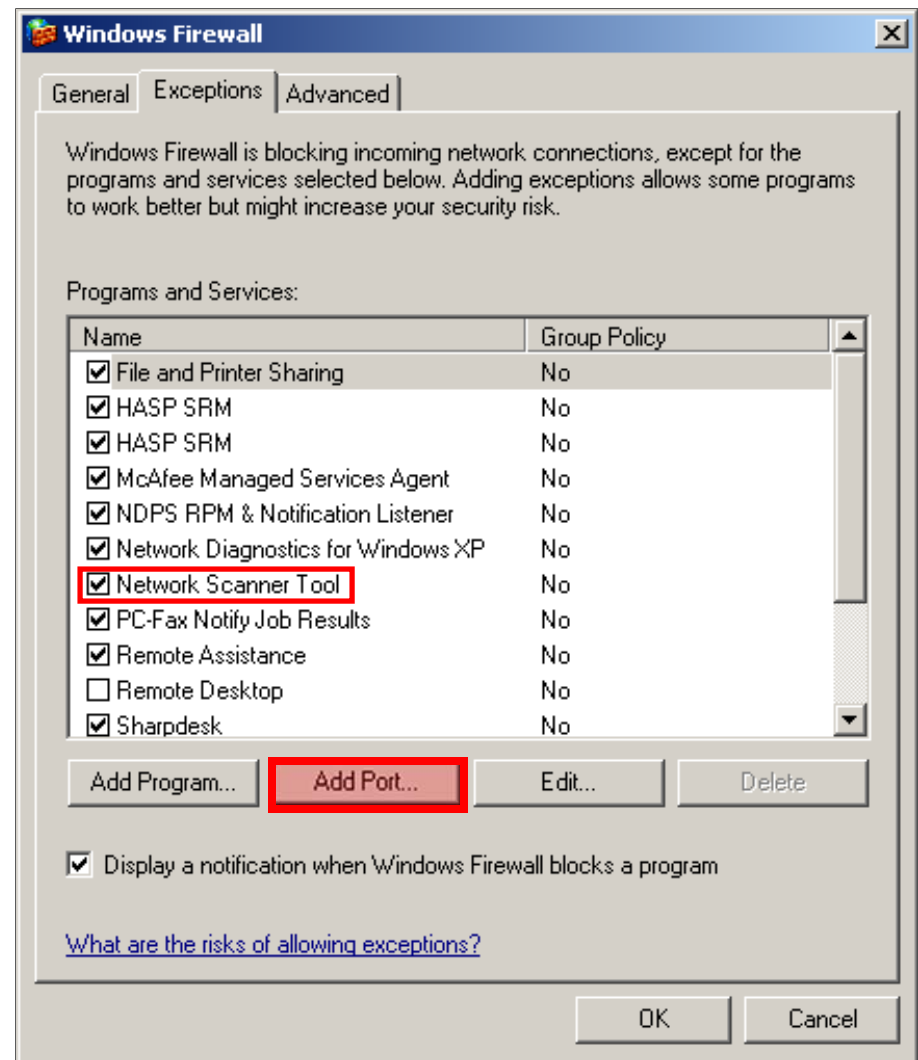 Windows Firewall
General Exceptions Advanced
Windows Firewall is blocking incoming network connections, except for the
programs and services selected below. Adding exceptions allows some programs
to work better but might increase your security risk.
Programs and Services:
Name Group Policy
File and Printer Sharing No
HASP SRM No
HASP SRM No
McAfee Managed Services Agent No
NDPS RPM & Notification Listener No
Network Diagnostics for Windows XP No
Network Scanner Tool No
PC-Fax Notify Job Results No
Remote Assistance No
Remote Desktop No
Sharpdesk No
Add Program... Add Port... Edit... Delete
Display a notification when Windows Firewall blocks a program
What are the risks of allowing exceptions?
OK Cancel